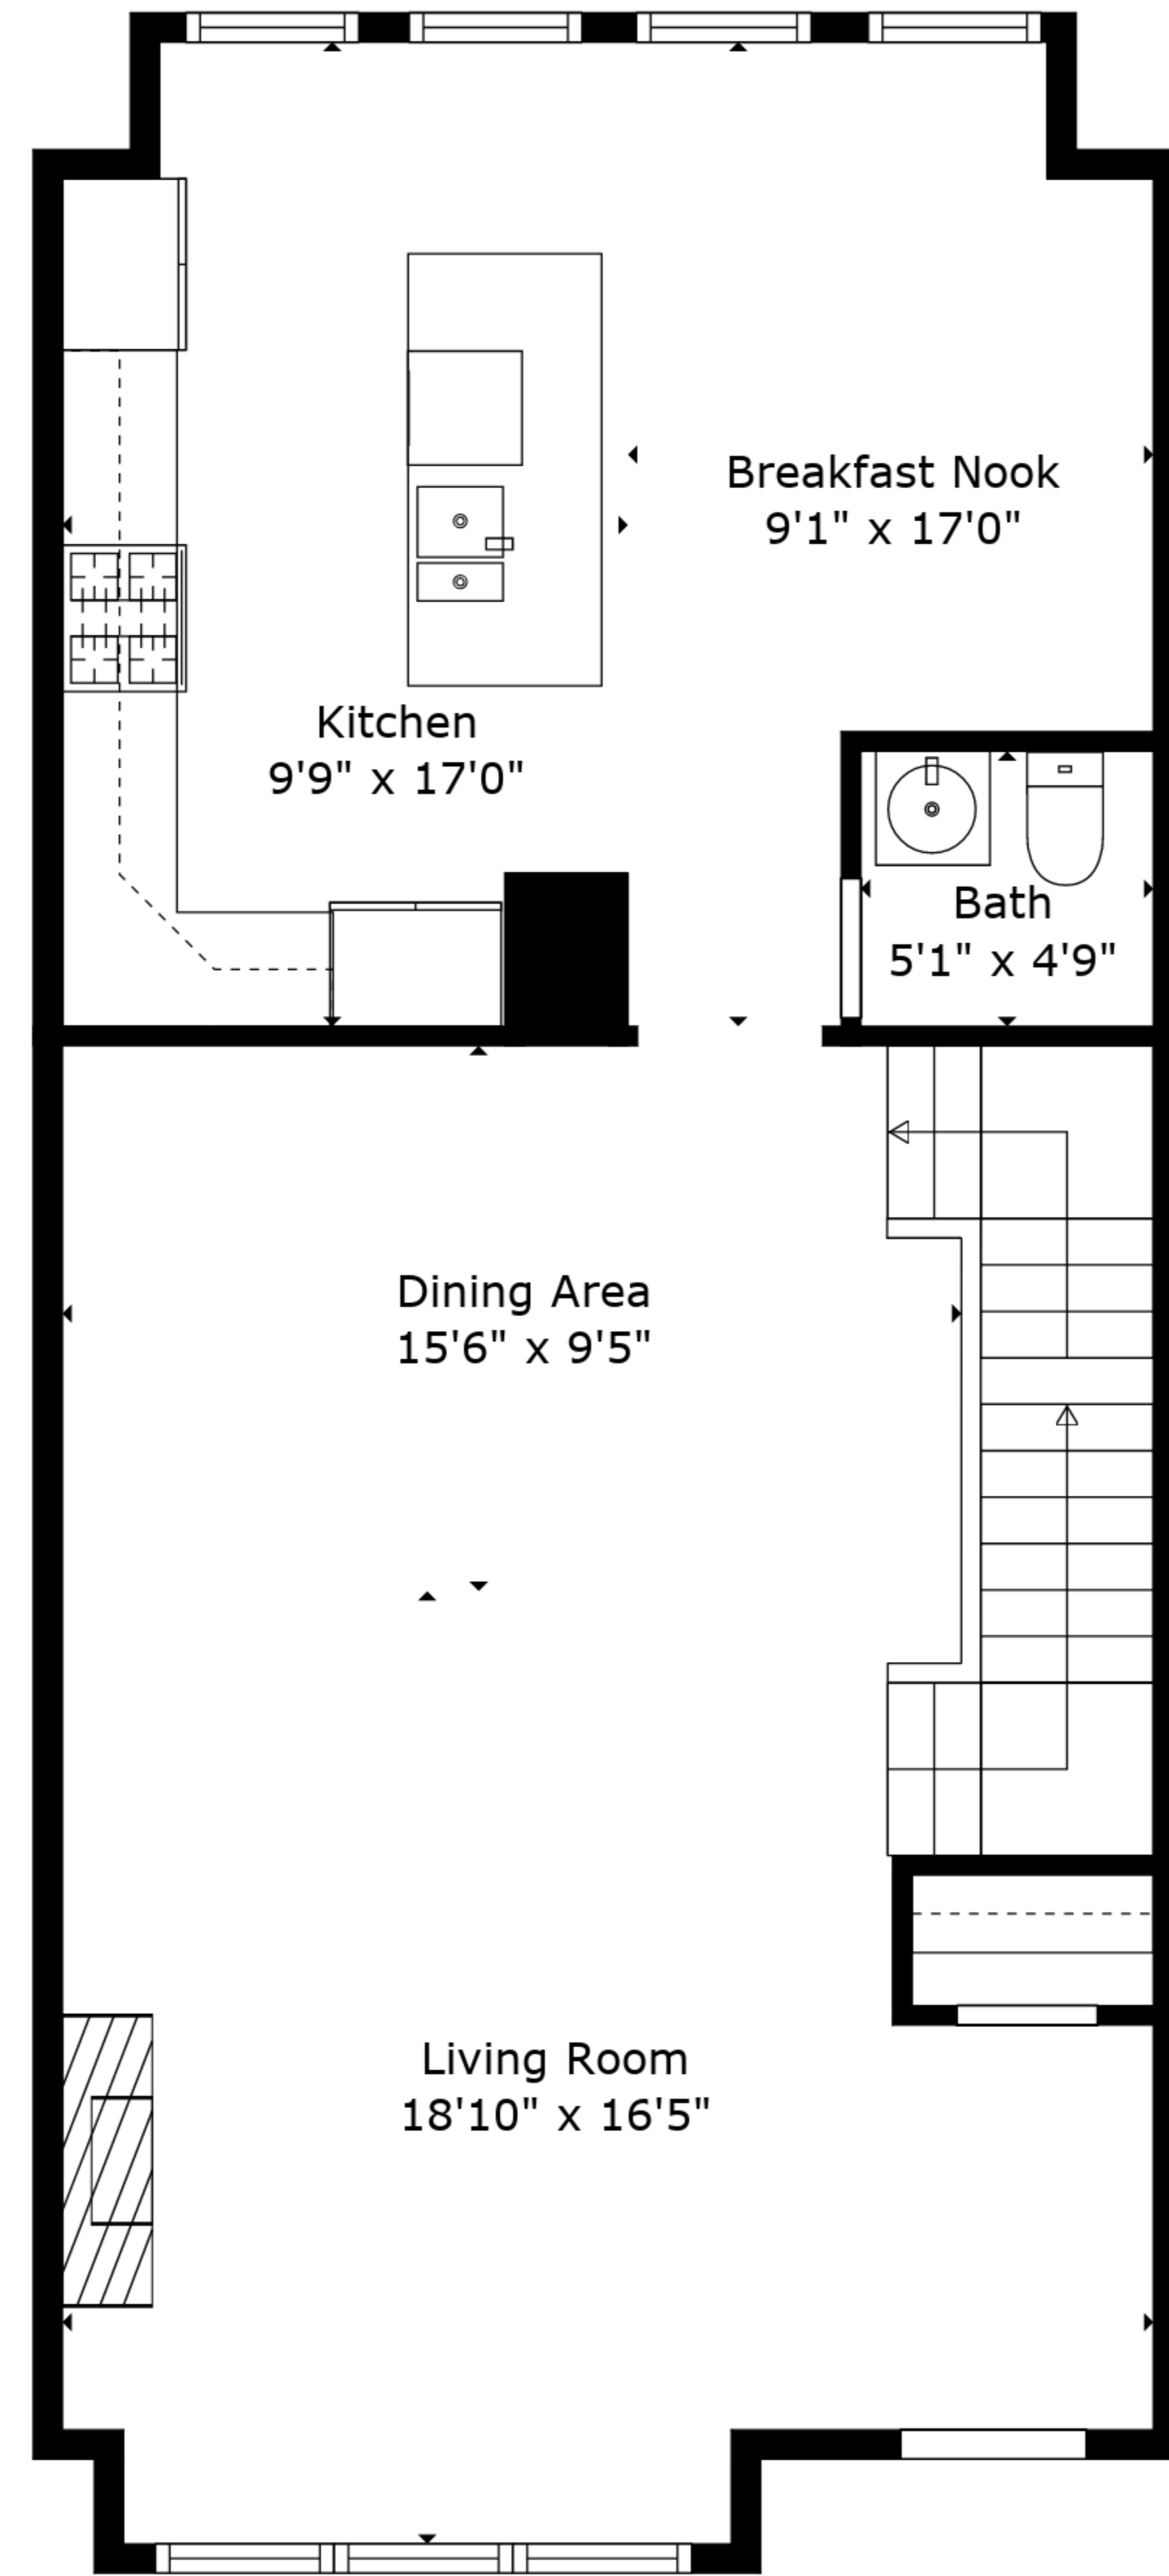 Breakfast Nook
9'1" x 17'0"
Kitchen
9'9" x 17'0"
Bath
5'1" x 4'9"
Dining Area
15'6" x 9'5"
Living Room
18'10" x 16'5"